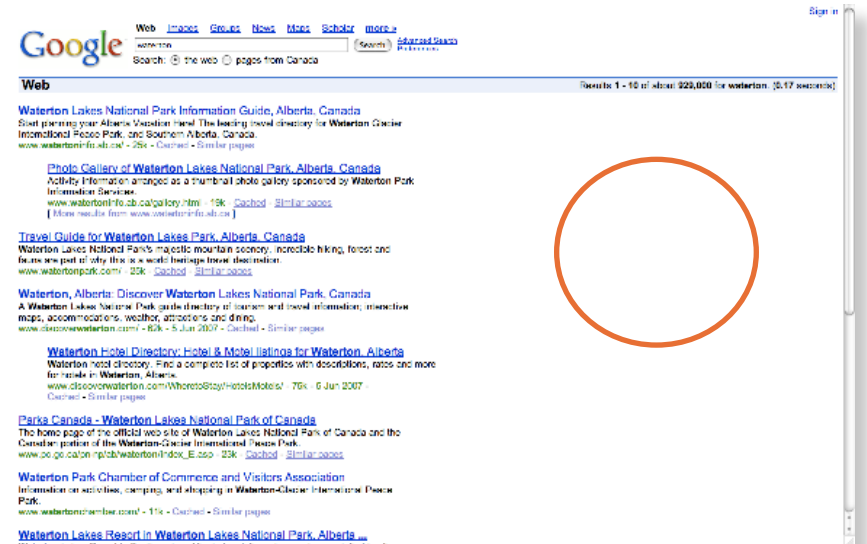 Sign in
Google
Web Images Groups News Maps Scholar more »
waterton
Search
Advanced Search
Preferences
Search: the web pages from Canada
Web
Results 1 - 10 of about 929,000 for waterton. (0.17 seconds)
Waterton Lakes National Park Information Guide, Alberta, Canada
Start planning your Alberta Vacation Here! The leading travel directory for Waterton Glacier
International Peace Park, and Southern Alberta, Canada.
www.watertoninfo.ab.ca/ - 25k - Cached - Similar pages
Photo Gallery of Waterton Lakes National Park, Alberta, Canada
Activity information arranged as a thumbnail photo gallery sponsored by Waterton Park
Information Services.
www.watertoninfo.ab.ca/gallery.html - 19k - Cached - Similar pages
[ More results from www.watertoninfo.ab.ca ]
Travel Guide for Waterton Lakes Park, Alberta, Canada
Waterton Lakes National Park's majestic mountain scenery, incredible hiking, forest and
fauna are part of why this is a world heritage travel destination.
www.watertonpark.com/ - 25k - Cached - Similar pages
Waterton, Alberta: Discover Waterton Lakes National Park, Canada
A Waterton Lakes National Park guide directory of tourism and travel information; interactive
maps, accommodations, weather, attractions and dining.
www.discoverwaterton.com/ - 62k - 5 Jun 2007 - Cached - Similar pages
Waterton Hotel Directory: Hotel & Motel listings for Waterton, Alberta
Waterton hotel directory. Find a complete list of properties with descriptions, rates and more
for hotels in Waterton, Alberta.
www.discoverwaterton.com/WheretoStay/HotelsMotels/ - 76k - 5 Jun 2007 -
Cached - Similar pages
Parks Canada - Waterton Lakes National Park of Canada
The home page of the official web site of Waterton Lakes National Park of Canada and the
Canadian portion of the Waterton-Glacier International Peace Park.
www.pc.gc.ca/pn-np/ab/waterton/index_E.asp - 23k - Cached - Similar pages
Waterton Park Chamber of Commerce and Visitors Association
Information on activities, camping, and shopping in Waterton-Glacier International Peace
Park.
www.watertonchamber.com/ - 11k - Cached - Similar pages
Waterton Lakes Resort in Waterton Lakes National Park, Alberta ...